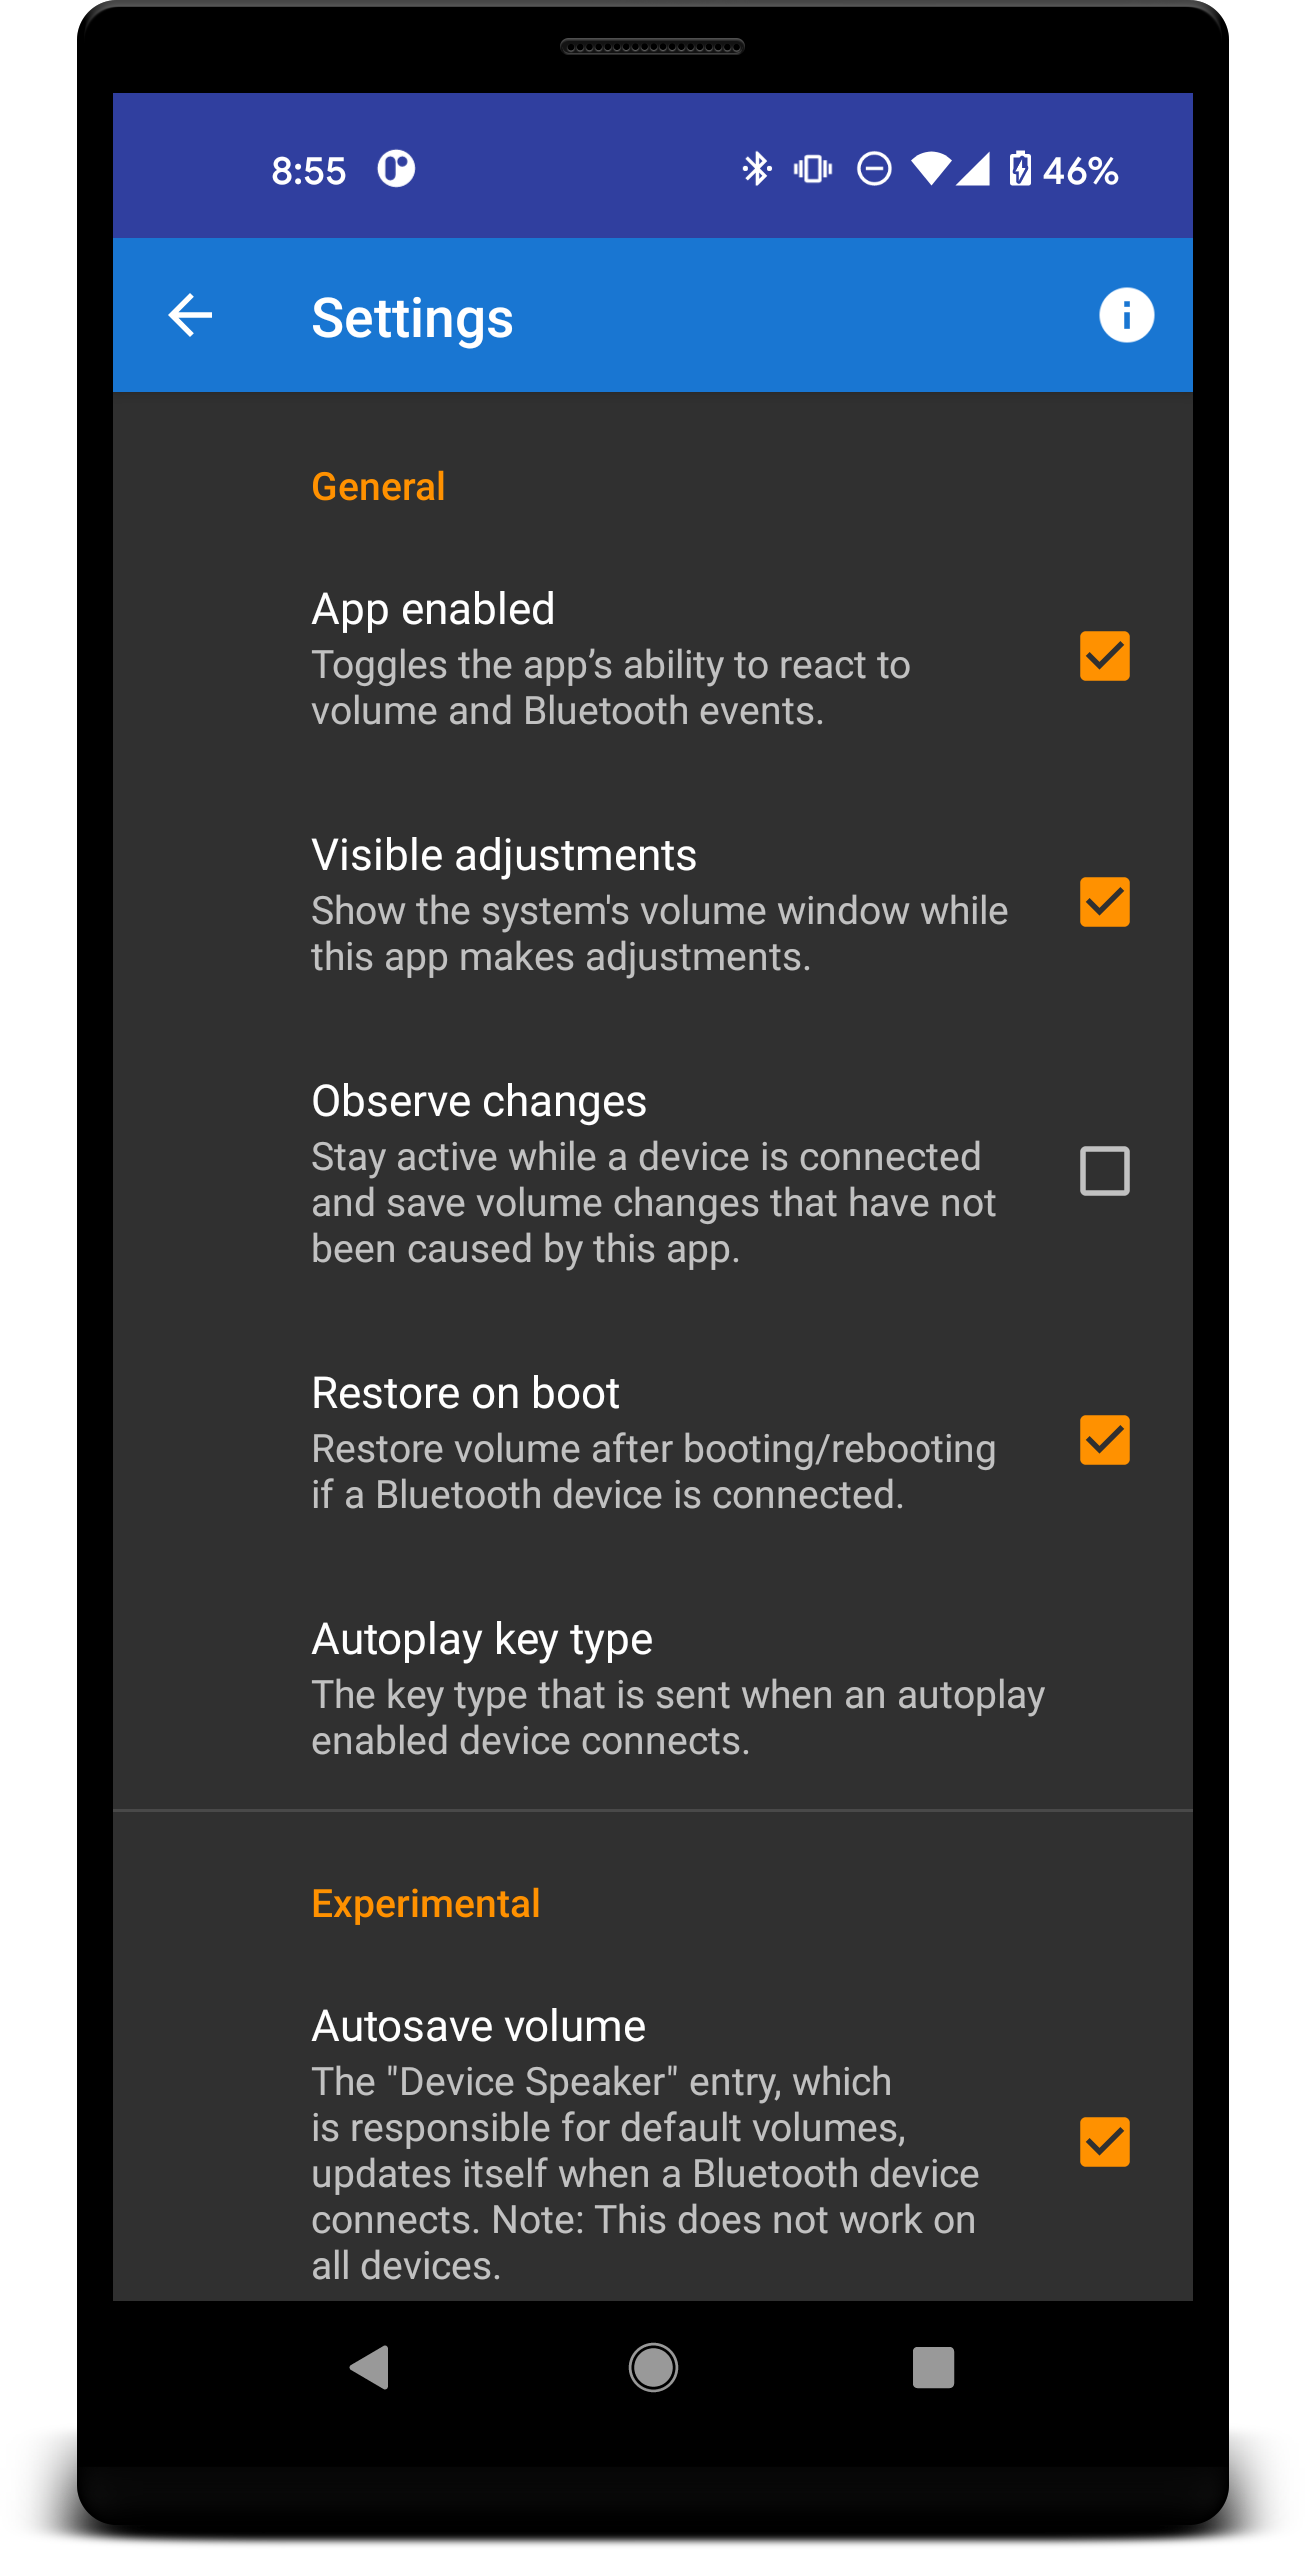 8:55 46%
Settings
General
App enabled
Toggles the app’s ability to react to
volume and Bluetooth events.
Visible adjustments
Show the system's volume window while
this app makes adjustments.
Observe changes
Stay active while a device is connected
and save volume changes that have not
been caused by this app.
Restore on boot
Restore volume after booting/rebooting
if a Bluetooth device is connected.
Autoplay key type
The key type that is sent when an autoplay
enabled device connects.
Experimental
Autosave volume
The "Device Speaker" entry, which
is responsible for default volumes,
updates itself when a Bluetooth device
connects. Note: This does not work on
all devices.